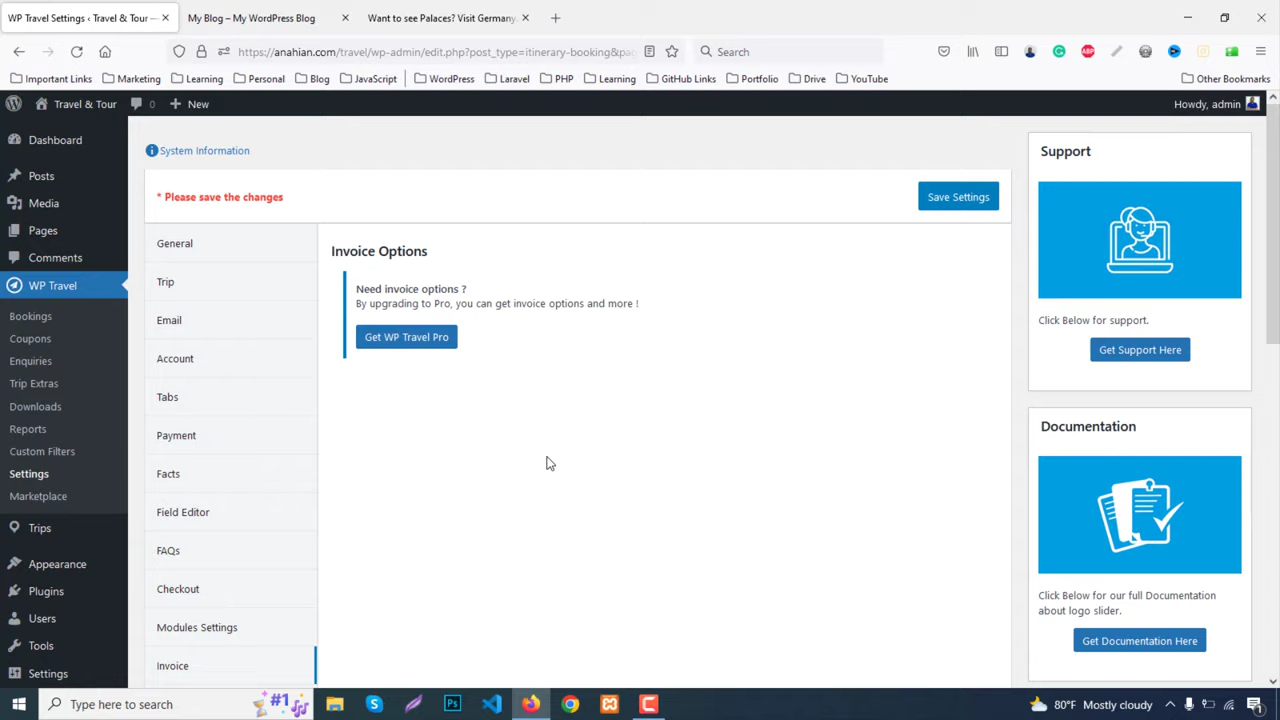 WP Travel Settings ‹ Travel & Tour —
My Blog – My WordPress Blog
Want to see Palaces? Visit Germany.
https://anahian.com/travel/wp-admin/edit.php?post_type=itinerary-booking&pag
Search
Important Links
Marketing
Learning
Personal
Blog
JavaScript
WordPress
Laravel
PHP
Learning
GitHub Links
Portfolio
Drive
YouTube
Other Bookmarks
Travel & Tour
0
New
Howdy, admin
Dashboard
Posts
Media
Pages
Comments
WP Travel
Bookings
Coupons
Enquiries
Trip Extras
Downloads
Reports
Custom Filters
Settings
Marketplace
Trips
Appearance
Plugins
Users
Tools
Settings
System Information
* Please save the changes
Save Settings
General
Trip
Email
Account
Tabs
Payment
Facts
Field Editor
FAQs
Checkout
Modules Settings
Invoice
Invoice Options
Need invoice options ?
By upgrading to Pro, you can get invoice options and more !
Get WP Travel Pro
Support
Click Below for support.
Get Support Here
Documentation
Click Below for our full Documentation
about logo slider.
Get Documentation Here
Type here to search
#1
80°F Mostly cloudy